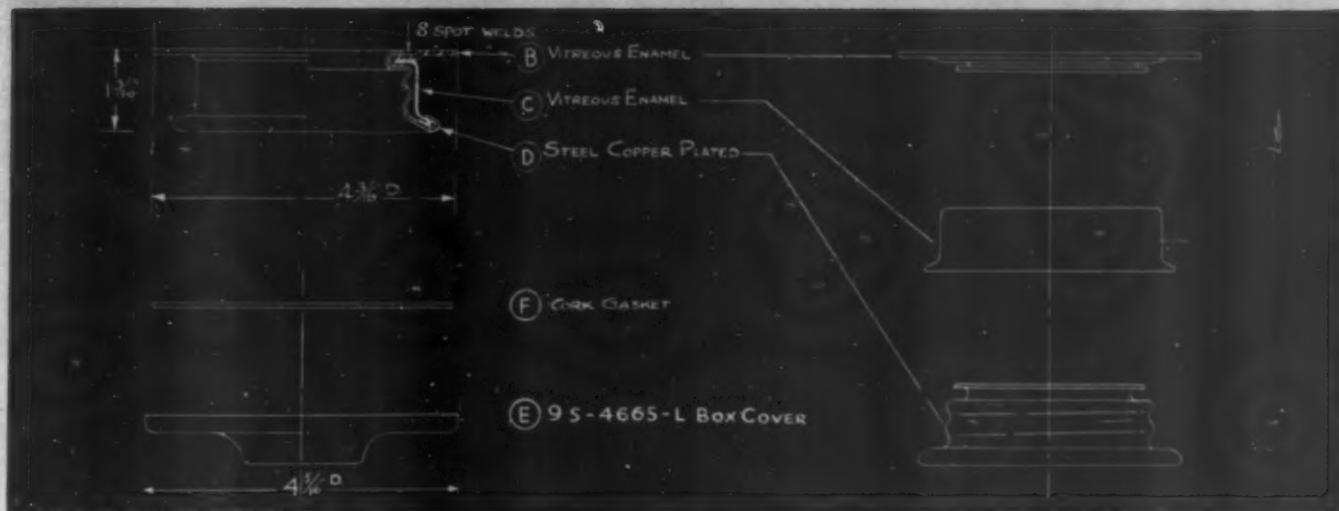 8 SPOT WELDS
B VITREOUS ENAMEL
C VITREOUS ENAMEL
D STEEL COPPER PLATED
4 3/16 D
F CORK GASKET
E 9S-4665-L BOX COVER
4 5/16 D